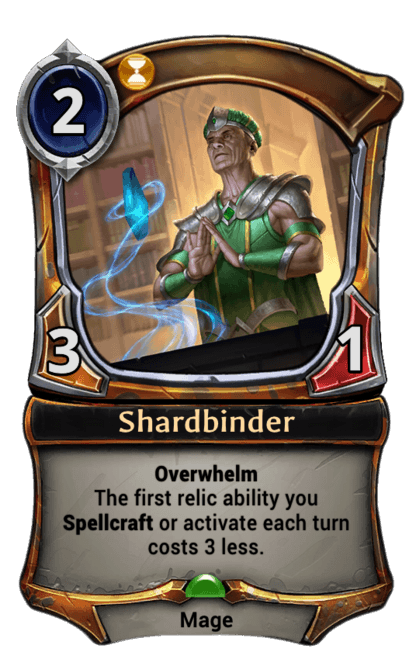 2
3
1
Shardbinder
Overwhelm
The first relic ability you
Spellcraft or activate each turn
costs 3 less.
Mage